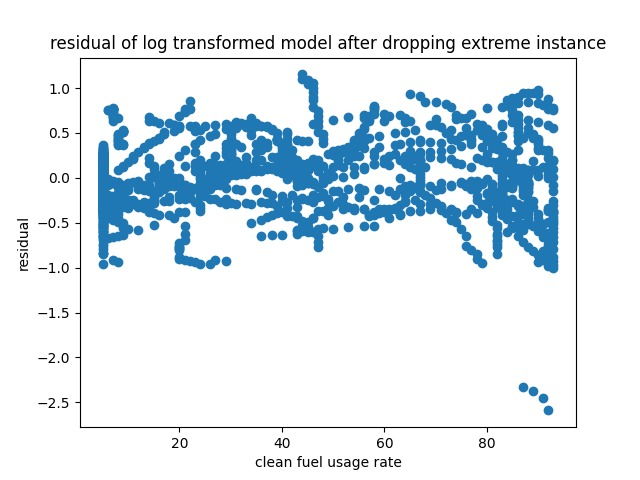 residual of log transformed model after dropping extreme instance
1.0
0.5
0.0
−0.5
−1.0
−1.5
−2.0
−2.5
residual
20 40 60 80
clean fuel usage rate